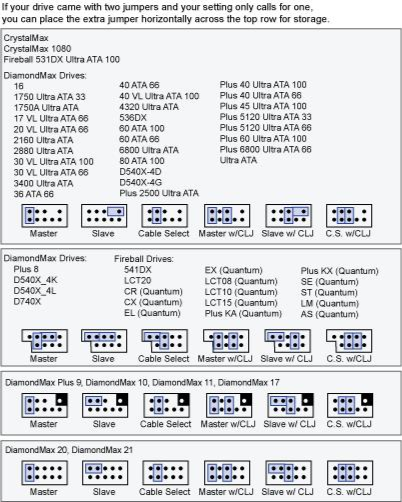 If your drive came with two jumpers and your setting only calls for one,
you can place the extra jumper horizontally across the top row for storage.
CrystalMax
CrystalMax 1080
Fireball 531DX Ultra ATA 100
DiamondMax Drives:
16
1750 Ultra ATA 33
1750A Ultra ATA
17 VL Ultra ATA 66
20 VL Ultra ATA 66
2160 Ultra ATA
2880 Ultra ATA
30 VL Ultra ATA 100
30 VL Ultra ATA 66
3400 Ultra ATA
36 ATA 66
40 ATA 66
40 VL Ultra ATA 100
4320 Ultra ATA
536DX
60 ATA 100
60 ATA 66
6800 Ultra ATA
80 ATA 100
D540X-4D
D540X-4G
Plus 2500 Ultra ATA
Plus 40 Ultra ATA 100
Plus 40 Ultra ATA 66
Plus 45 Ultra ATA 100
Plus 5120 Ultra ATA 33
Plus 5120 Ultra ATA 66
Plus 60 Ultra ATA 100
Plus 6800 Ultra ATA 66
Ultra ATA
Master Slave Cable Select Master w/CLJ Slave w/ CLJ C.S. w/CLJ
DiamondMax Drives:
Plus 8
D540X_4K
D540X_4L
D740X
Fireball Drives:
541DX
LCT20
CR (Quantum)
CX (Quantum)
EL (Quantum)
EX (Quantum)
LCT08 (Quantum)
LCT10 (Quantum)
LCT15 (Quantum)
Plus KA (Quantum)
Plus KX (Quantum)
SE (Quantum)
ST (Quantum)
LM (Quantum)
AS (Quantum)
Master Slave Cable Select Master w/CLJ Slave w/ CLJ C.S. w/CLJ
DiamondMax Plus 9, DiamondMax 10, DiamondMax 11, DiamondMax 17
Master Slave Cable Select Master w/CLJ Slave w/ CLJ C.S. w/CLJ
DiamondMax 20, DiamondMax 21
Master Slave Cable Select Master w/CLJ Slave w/ CLJ C.S. w/CLJ